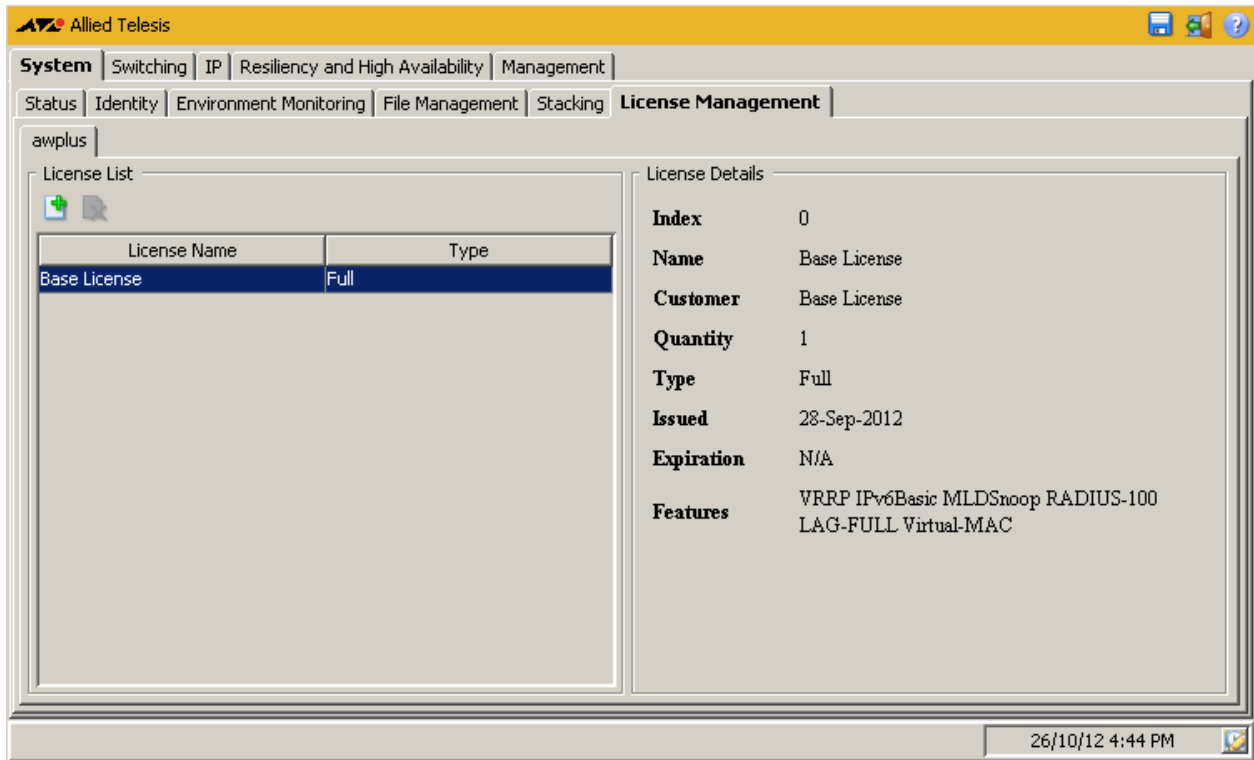 Allied Telesis
System Switching IP Resiliency and High Availability Management
Status Identity Environment Monitoring File Management Stacking License Management
awplus
License List
License Name Type
Base License Full
License Details
Index 0
Name Base License
Customer Base License
Quantity 1
Type Full
Issued 28-Sep-2012
Expiration N/A
Features VRRP IPv6Basic MLDSnoop RADIUS-100
LAG-FULL Virtual-MAC
26/10/12 4:44 PM